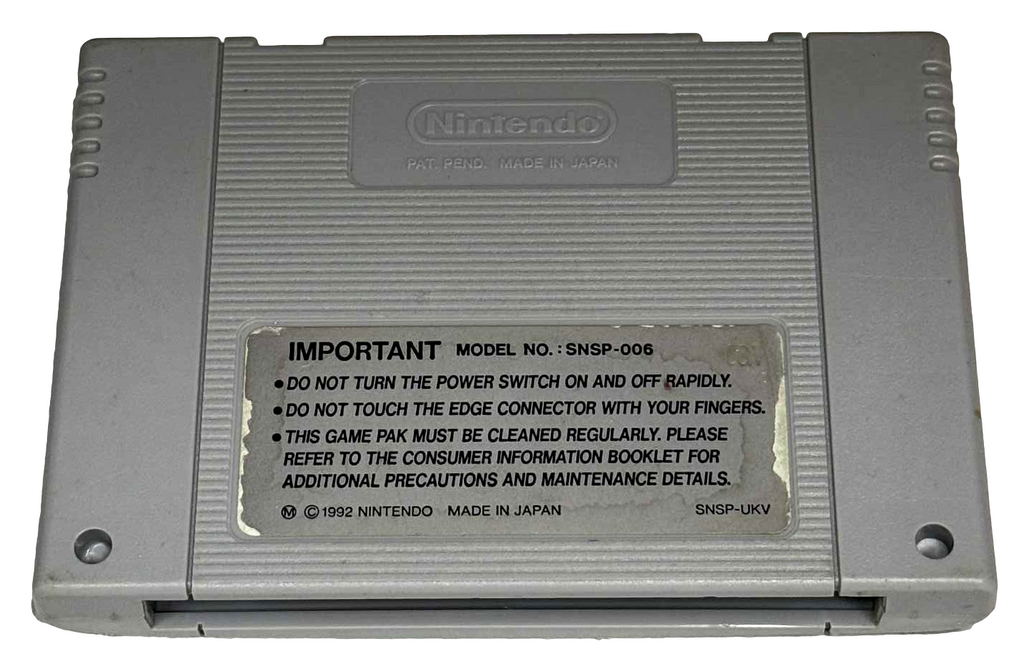 Nintendo
PAT. PEND. MADE IN JAPAN
IMPORTANT MODEL NO. : SNSP-006
• DO NOT TURN THE POWER SWITCH ON AND OFF RAPIDLY.
• DO NOT TOUCH THE EDGE CONNECTOR WITH YOUR FINGERS.
• THIS GAME PAK MUST BE CLEANED REGULARLY. PLEASE
REFER TO THE CONSUMER INFORMATION BOOKLET FOR
ADDITIONAL PRECAUTIONS AND MAINTENANCE DETAILS.
Ⓜ © 1992 NINTENDO MADE IN JAPAN SNSP-UKV